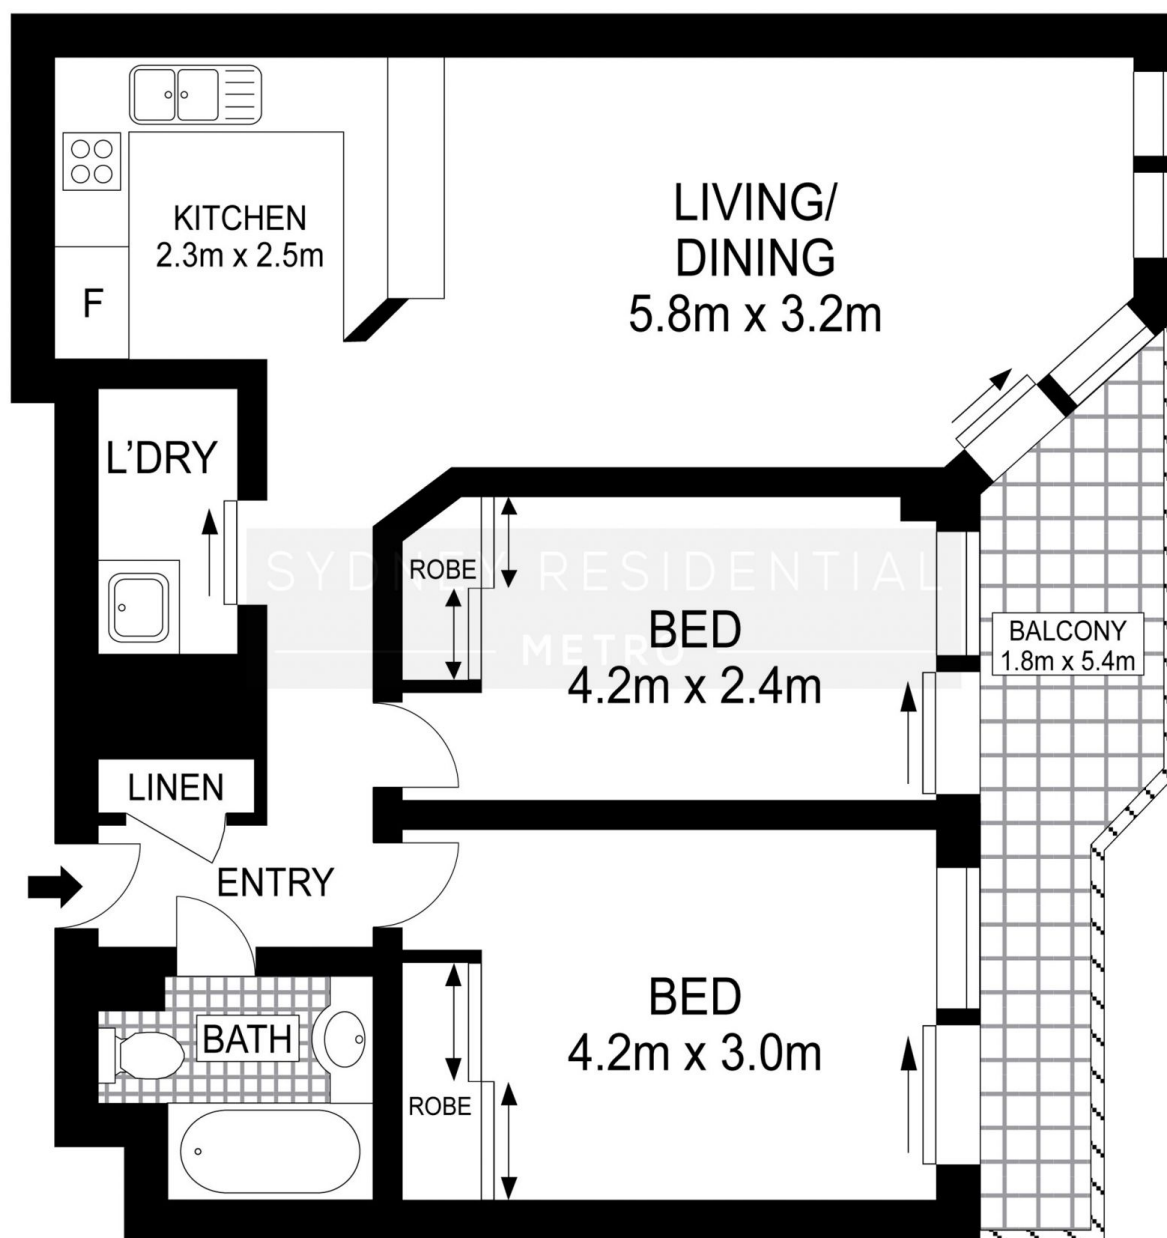 KITCHEN
2.3m x 2.5m
F
LIVING/
DINING
5.8m x 3.2m
L'DRY
ROBE
SYDNEY RESIDENTIAL
METRO
BED
4.2m x 2.4m
BALCONY
1.8m x 5.4m
LINEN
ENTRY
BATH
BED
4.2m x 3.0m
ROBE